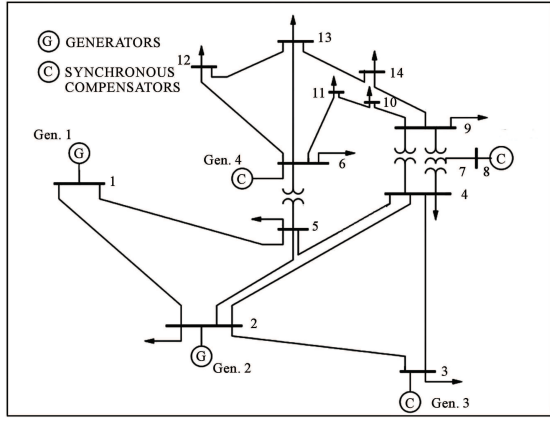 G GENERATORS
C SYNCHRONOUS
COMPENSATORS
13
12
14
11
10
9
Gen. 1
G
Gen. 4
C
6
7
8
C
1
5
4
2
G
Gen. 2
3
C
Gen. 3